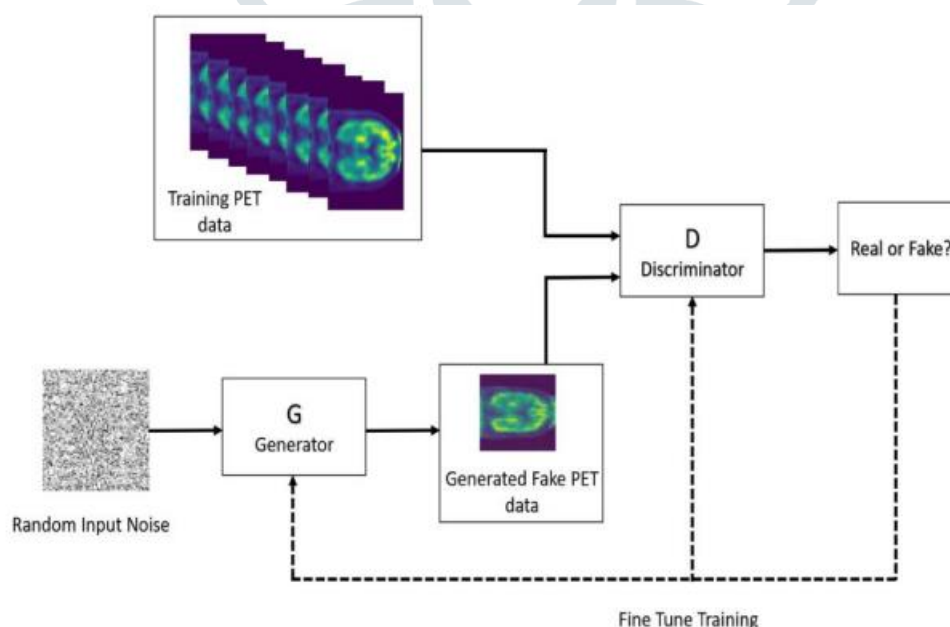 Training PET
data
D
Discriminator
Real or Fake?
G
Generator
Generated Fake PET
data
Random Input Noise
Fine Tune Training